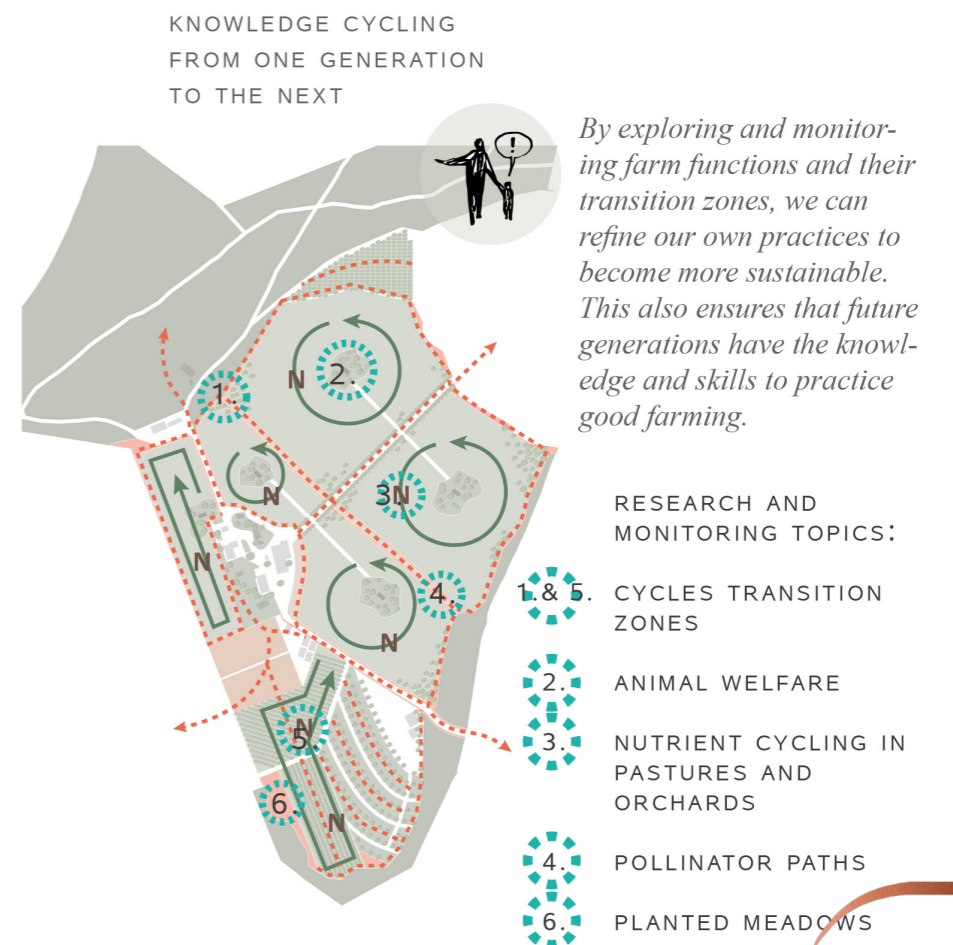 KNOWLEDGE CYCLING
FROM ONE GENERATION
TO THE NEXT
!
By exploring and monitor-
ing farm functions and their
transition zones, we can
refine our own practices to
become more sustainable.
This also ensures that future
generations have the knowl-
edge and skills to practice
good farming.
N
2.
1.
3.
N
N
N
4.
N
N
5.
6.
N
RESEARCH AND
MONITORING TOPICS:
1.& 5. CYCLES TRANSITION
ZONES
2. ANIMAL WELFARE
3. NUTRIENT CYCLING IN
PASTURES AND
ORCHARDS
4. POLLINATOR PATHS
6. PLANTED MEADOWS